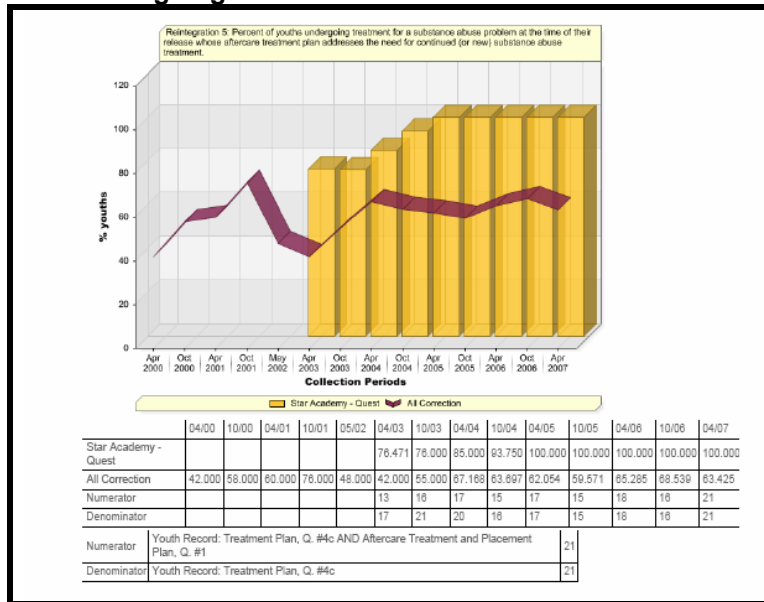 Reintegration 5: Percent of youths undergoing treatment for a substance abuse problem at the time of their
release whose aftercare treatment plan addresses the need for continued (or new) substance abuse
treatment.
120
100
80
60
40
20
0
% youths
Apr 2000 Oct 2000 Apr 2001 Oct 2001 May 2002 Apr 2003 Oct 2003 Apr 2004 Oct 2004 Apr 2005 Oct 2005 Apr 2006 Oct 2006 Apr 2007
Collection Periods
Star Academy - Quest All Correction
04/00 10/00 04/01 10/01 05/02 04/03 10/03 04/04 10/04 04/05 10/05 04/06 10/06 04/07
Star Academy - Quest 76.471 76.000 85.000 93.750 100.000 100.000 100.000 100.000 100.000
All Correction 42.000 58.000 60.000 76.000 48.000 42.000 55.000 67.168 63.697 62.054 59.571 65.285 68.539 63.425
Numerator 13 16 17 15 17 15 18 16 21
Denominator 17 21 20 16 17 15 18 16 21
Numerator Youth Record: Treatment Plan, Q. #4c AND Aftercare Treatment and Placement Plan, Q. #1 21
Denominator Youth Record: Treatment Plan, Q. #4c 21